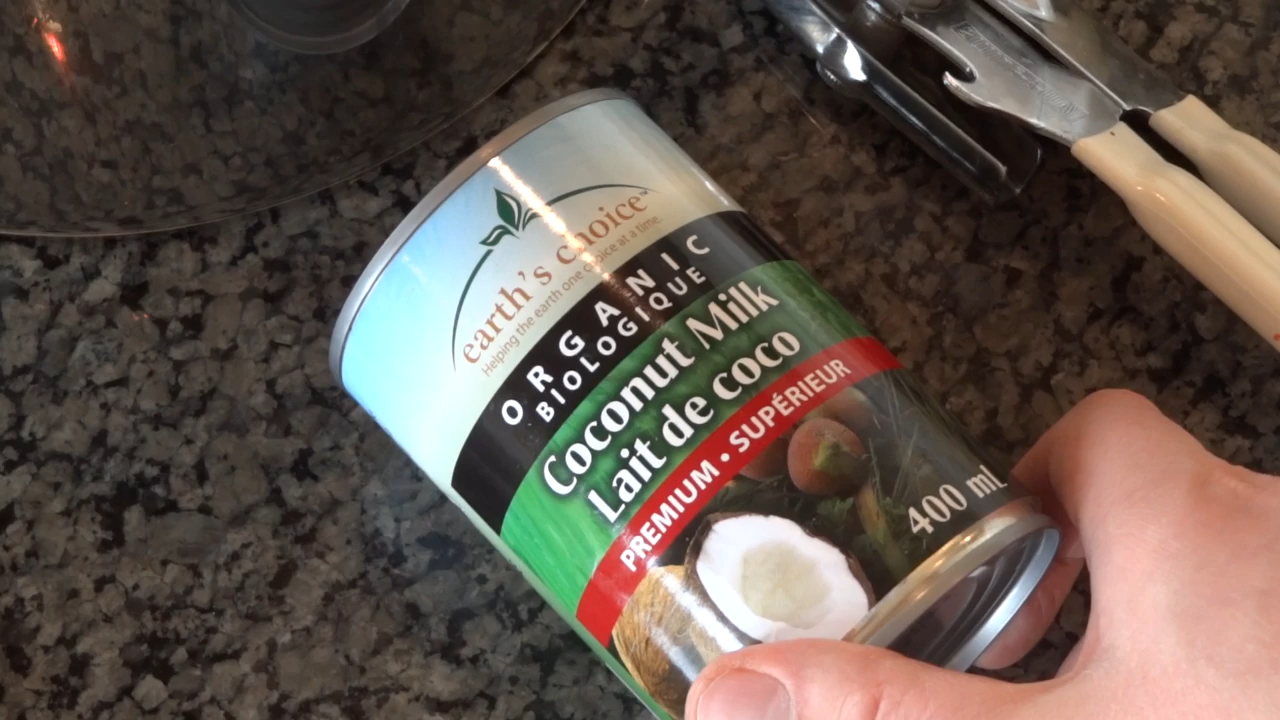 earth's choice™
Helping the earth one choice at a time.
ORGANIC
BIOLOGIQUE
Coconut Milk
Lait de coco
PREMIUM • SUPÉRIEUR
400 mL